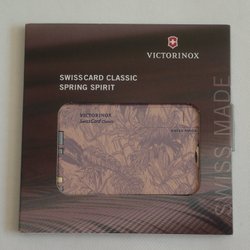 VICTORINOX
SWISSCARD CLASSIC
SPRING SPIRIT
VICTORINOX
SwissCard Classic
SWISS MADE